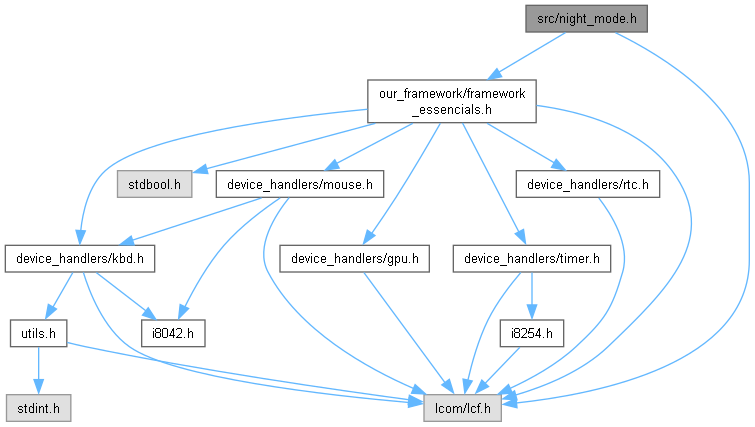 src/night_mode.h
our_framework/framework
_essencials.h
stdbool.h
device_handlers/mouse.h
device_handlers/rtc.h
device_handlers/kbd.h
device_handlers/gpu.h
device_handlers/timer.h
utils.h
i8042.h
i8254.h
stdint.h
lcom/lcf.h